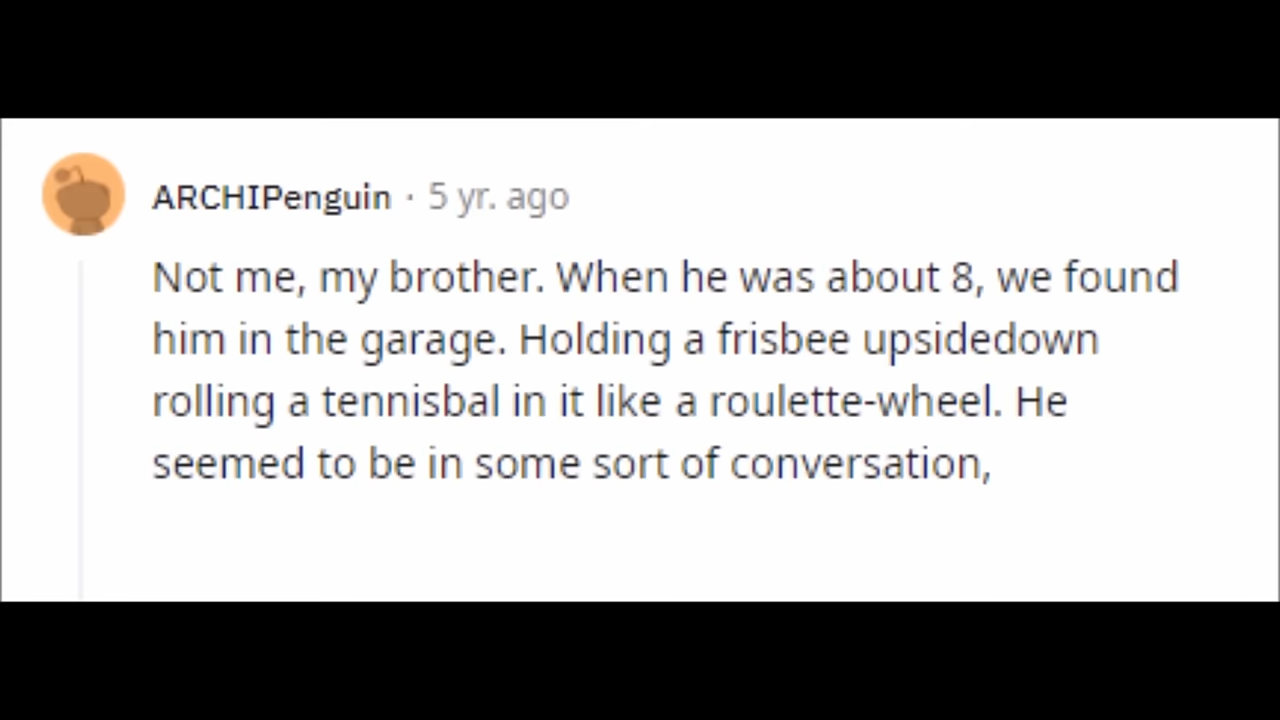 ARCHIPenguin · 5 yr. ago
Not me, my brother. When he was about 8, we found
him in the garage. Holding a frisbee upsidedown
rolling a tennisbal in it like a roulette-wheel. He
seemed to be in some sort of conversation,